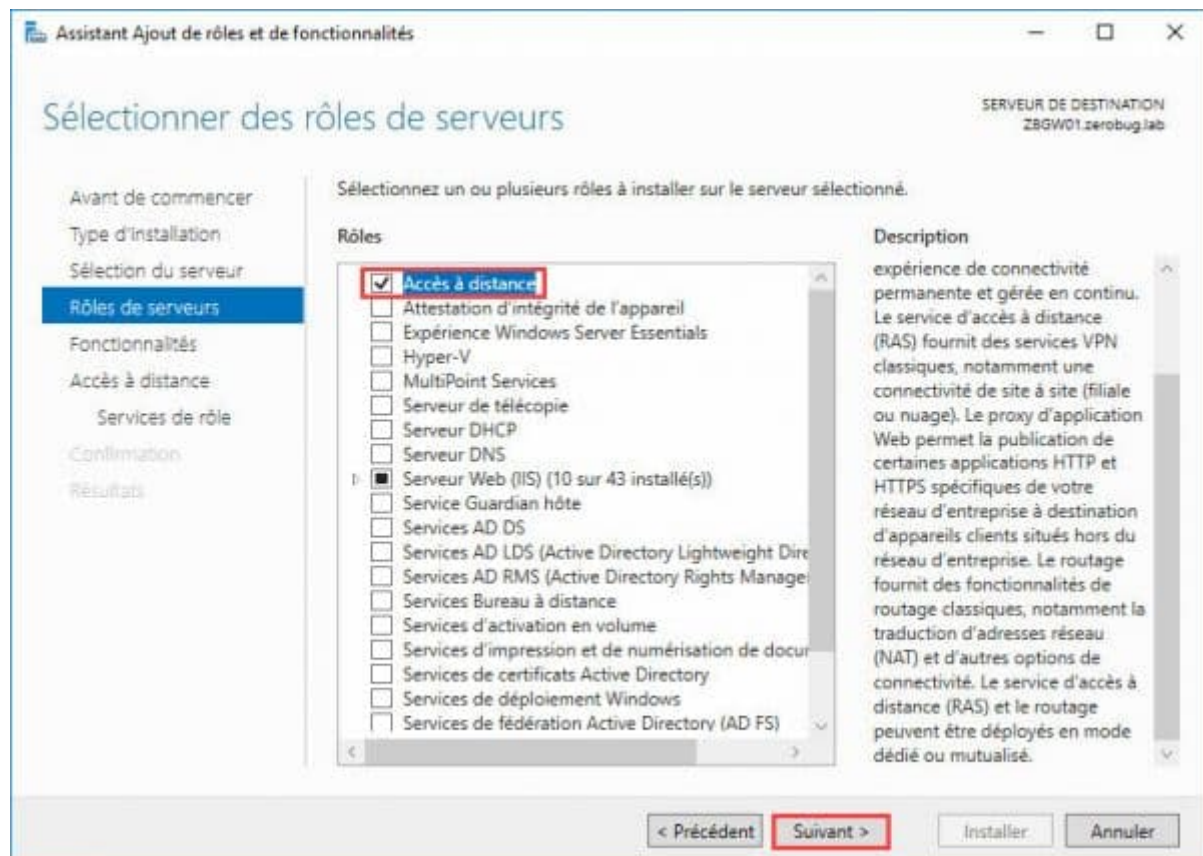 Assistant Ajout de rôles et de fonctionnalités
Sélectionner des rôles de serveurs
SERVEUR DE DESTINATION
ZBGW01.zerobug.lab
Avant de commencer
Type d'installation
Sélection du serveur
Rôles de serveurs
Fonctionnalités
Accès à distance
Services de rôle
Confirmation
Résultats
Sélectionnez un ou plusieurs rôles à installer sur le serveur sélectionné.
Rôles
Accès à distance
Attestation d'intégrité de l'appareil
Expérience Windows Server Essentials
Hyper-V
MultiPoint Services
Serveur de télécopie
Serveur DHCP
Serveur DNS
Serveur Web (IIS) (10 sur 43 installé(s))
Service Guardian hôte
Services AD DS
Services AD LDS (Active Directory Lightweight Dire
Services AD RMS (Active Directory Rights Manage
Services Bureau à distance
Services d'activation en volume
Services d'impression et de numérisation de docur
Services de certificats Active Directory
Services de déploiement Windows
Services de fédération Active Directory (AD FS)
Description
expérience de connectivité
permanente et gérée en continu.
Le service d'accès à distance
(RAS) fournit des services VPN
classiques, notamment une
connectivité de site à site (filiale
ou nuage). Le proxy d'application
Web permet la publication de
certaines applications HTTP et
HTTPS spécifiques de votre
réseau d'entreprise à destination
d'appareils clients situés hors du
réseau d'entreprise. Le routage
fournit des fonctionnalités de
routage classiques, notamment la
traduction d'adresses réseau
(NAT) et d'autres options de
connectivité. Le service d'accès à
distance (RAS) et le routage
peuvent être déployés en mode
dédié ou mutualisé.
< Précédent
Suivant >
Installer
Annuler